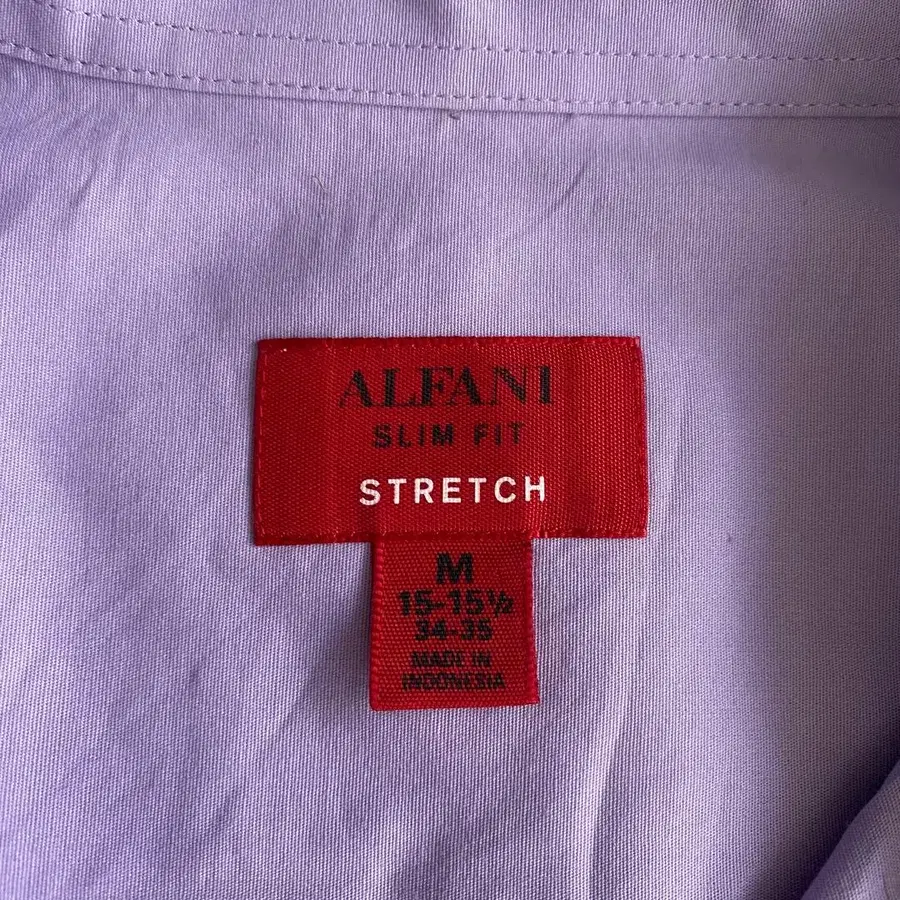 ALFANI
SLIM FIT
STRETCH
M
15-15½
34-35
MADE IN
INDONESIA